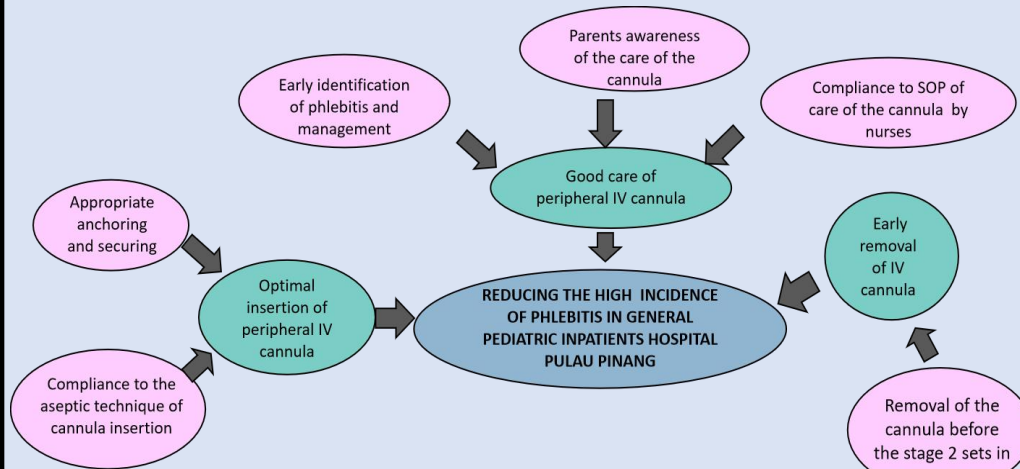 Parents awareness
of the care of the
cannula
Early identification
of phlebitis and
management
Compliance to SOP of
care of the cannula by
nurses
Good care of
peripheral IV cannula
Appropriate
anchoring
and securing
Early
removal
of IV
cannula
Optimal
insertion of
peripheral IV
cannula
REDUCING THE HIGH INCIDENCE
OF PHLEBITIS IN GENERAL
PEDIATRIC INPATIENTS HOSPITAL
PULAU PINANG
Compliance to the
aseptic technique of
cannula insertion
Removal of the
cannula before
the stage 2 sets in